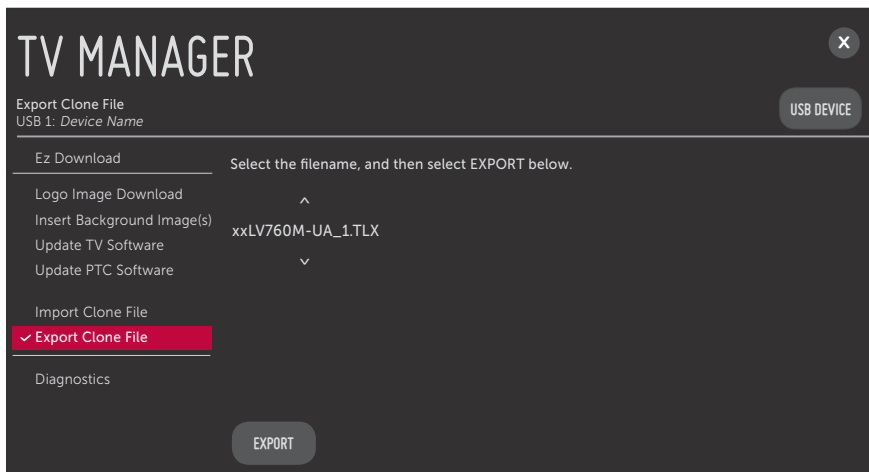 TV MANAGER
X
Export Clone File
USB 1: Device Name
USB DEVICE
Ez Download
Select the filename, and then select EXPORT below.
Logo Image Download
Insert Background Image(s)
xxLV760M-UA_1.TLX
Update TV Software
Update PTC Software
Import Clone File
Export Clone File
Diagnostics
EXPORT